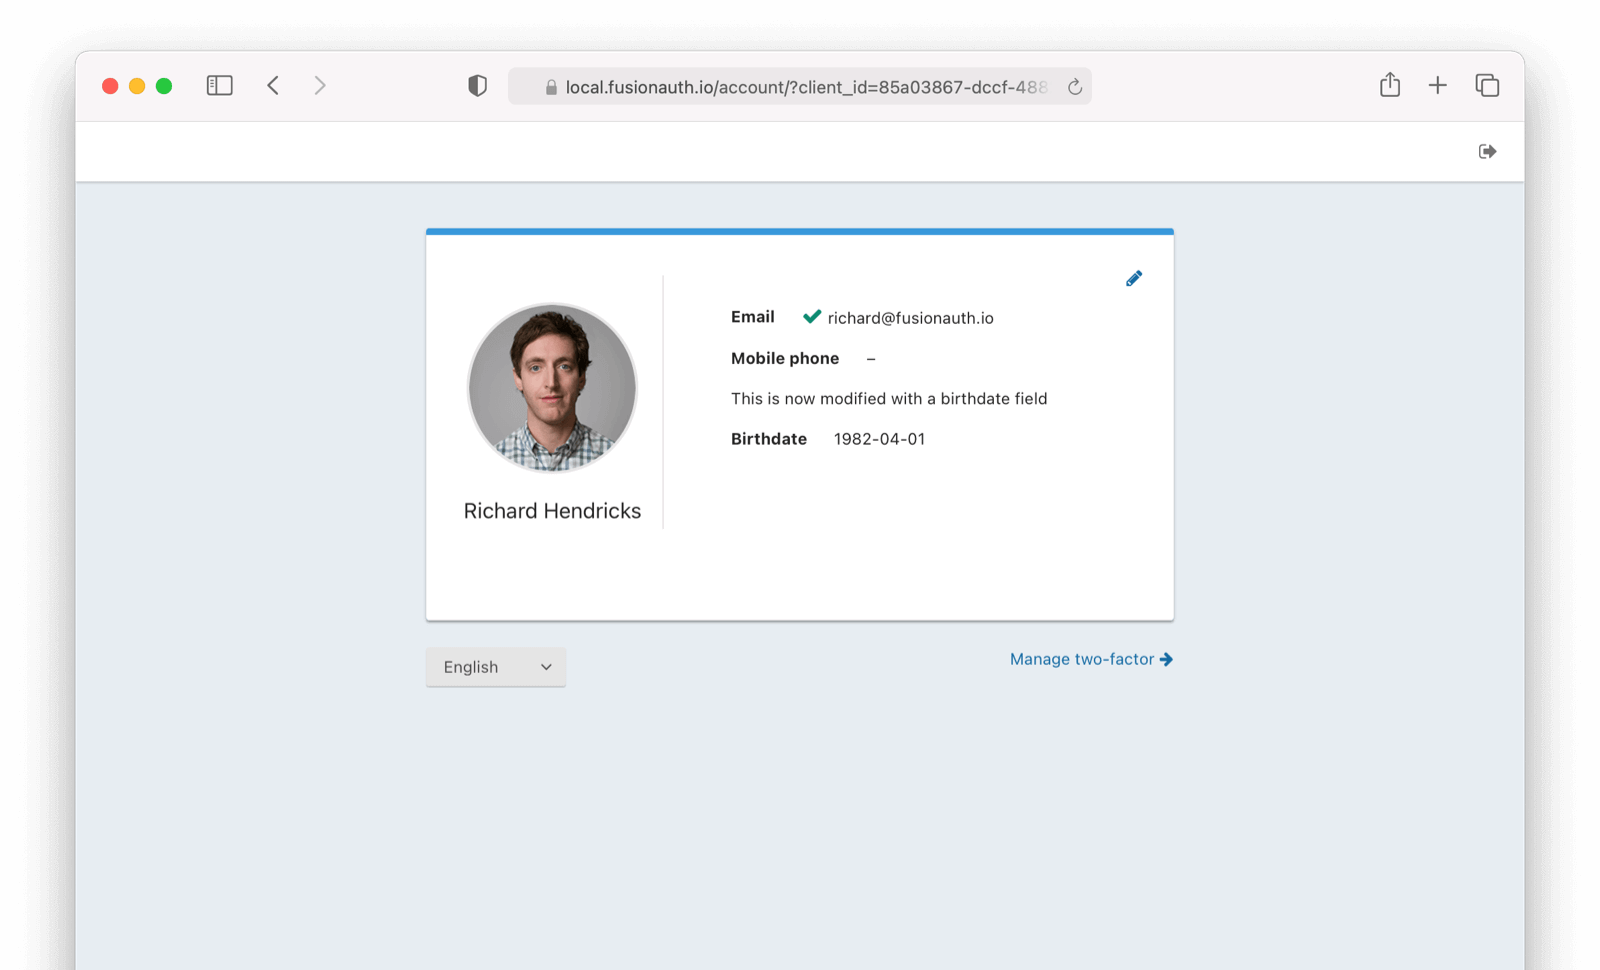 local.fusionauth.io/account/?client_id=85a03867-dccf-488
Email richard@fusionauth.io
Mobile phone –
This is now modified with a birthdate field
Birthdate 1982-04-01
Richard Hendricks
English
Manage two-factor